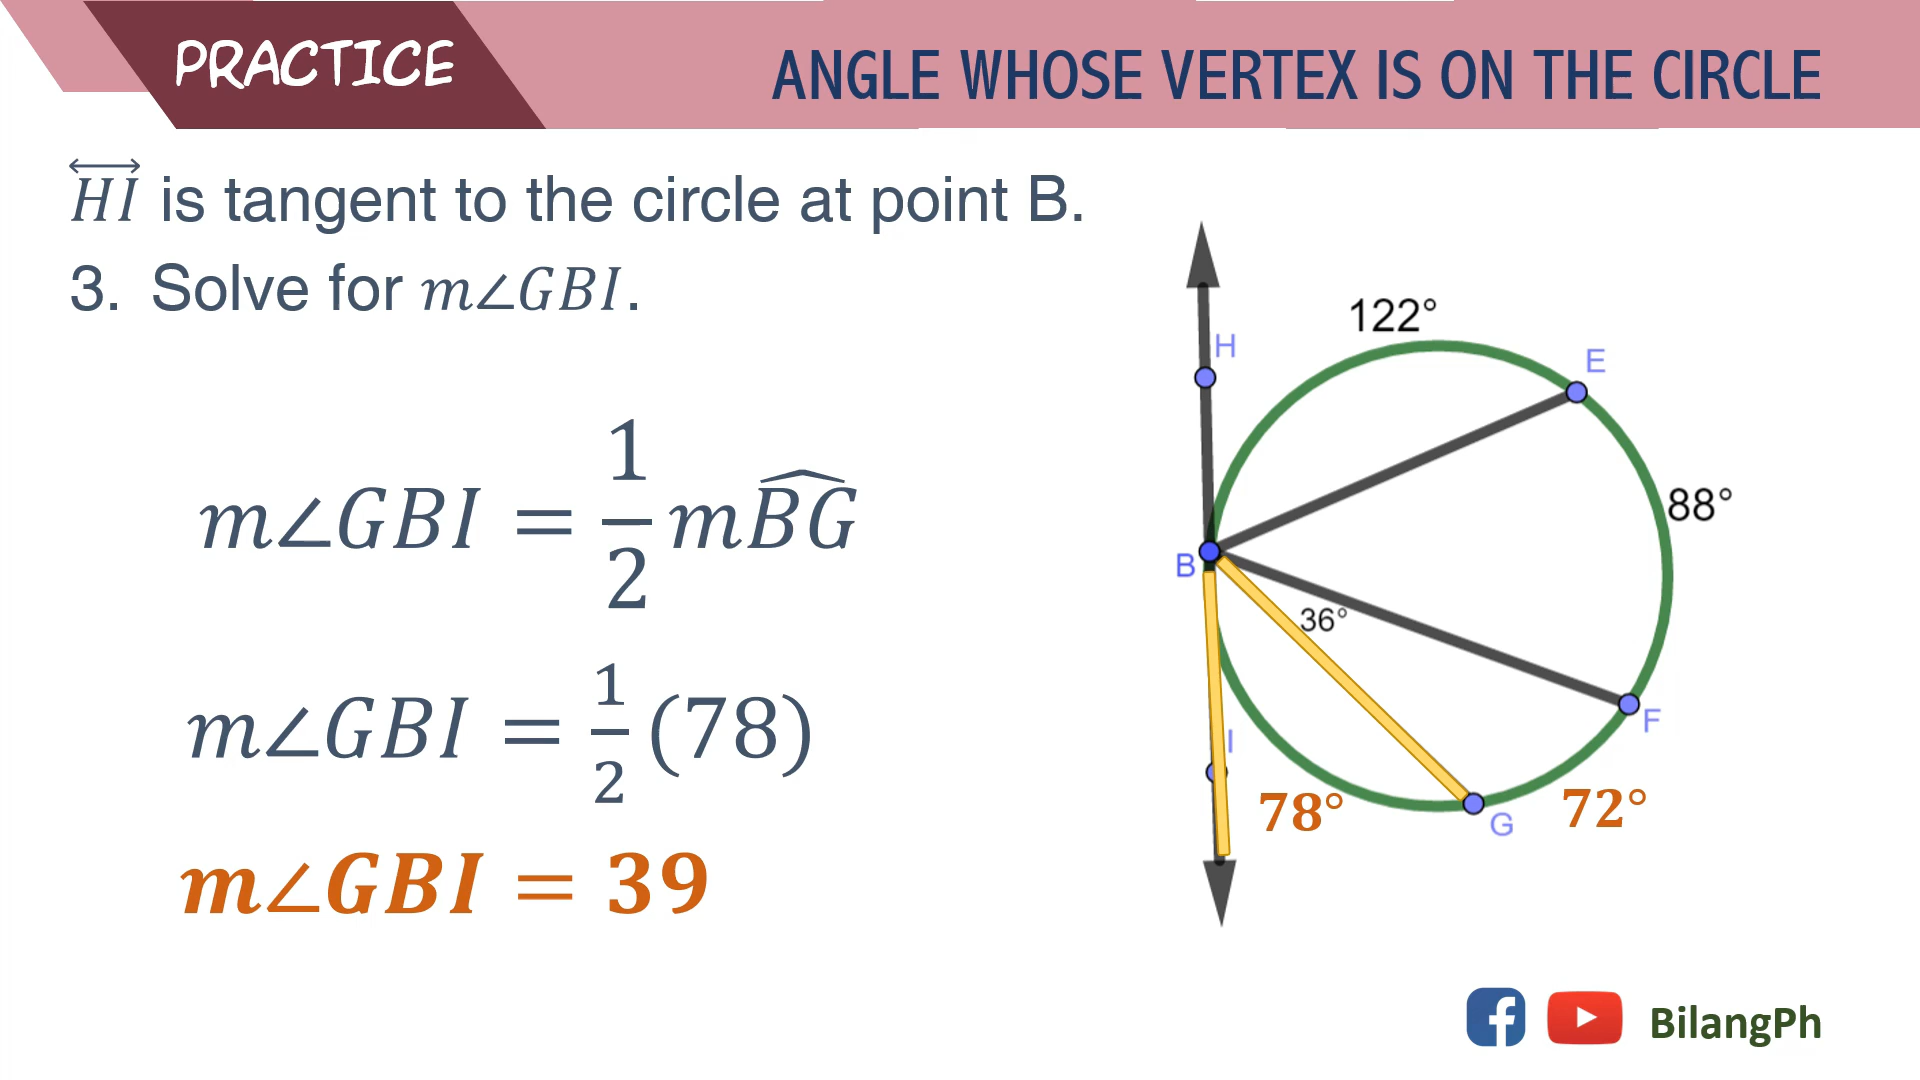 PRACTICE
ANGLE WHOSE VERTEX IS ON THE CIRCLE
HI is tangent to the circle at point B.
3. Solve for m∠GBI.
m∠GBI = 1/2 mBG
m∠GBI = 1/2 (78)
m∠GBI = 39
122°
H
E
88°
B
36°
F
I
78°
72°
G
BilangPh